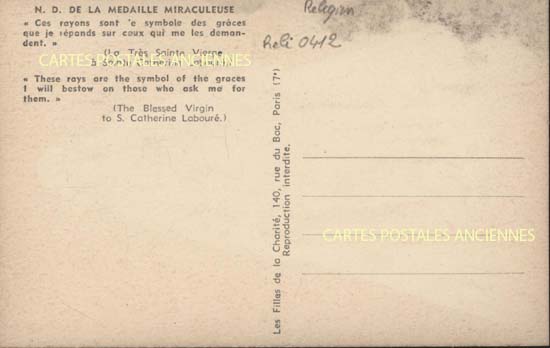 N. D. DE LA MEDAILLE MIRACULEUSE
« Ces rayons sont 'e symbole des grâces
que je répands sur ceux qui me les deman-
dent. »
(La Très Sainte Vierge
à
CARTES POSTALES ANCIENNES
« These rays are the symbol of the graces
I will bestow on those who ask me for
them. »
(The Blessed Virgin
to S. Catherine Labouré.)
Les Filles de la Charité, 140, rue du Bac, Paris (7e)
Reproduction interdite.
Religion
Reli 0412
CARTES POSTALES ANCIENNES